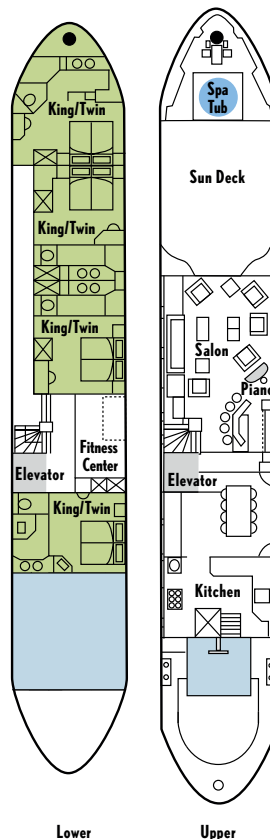 King/Twin
King/Twin
King/Twin
Fitness
Center
Elevator
King/Twin
Lower
Spa
Tub
Sun Deck
Salon
Piano
Elevator
Kitchen
Upper